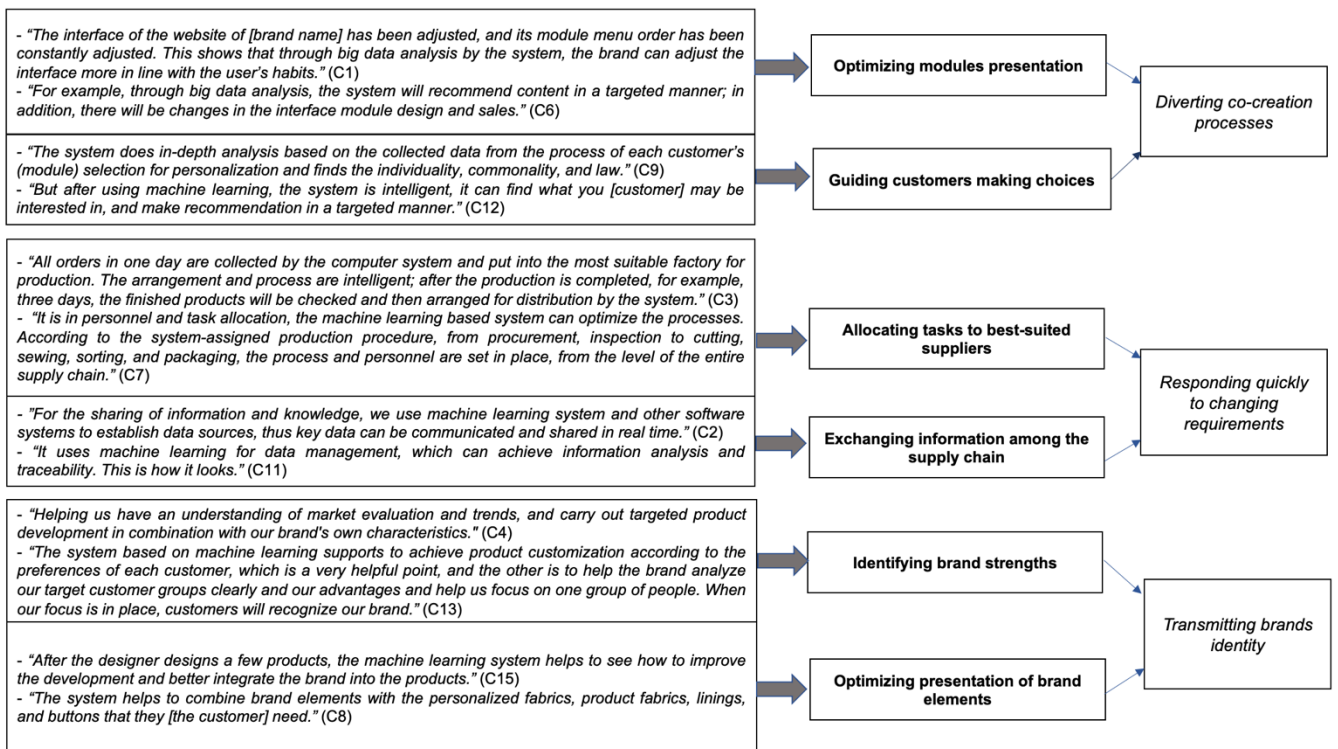 - “The interface of the website of [brand name] has been adjusted, and its module menu order has been
constantly adjusted. This shows that through big data analysis by the system, the brand can adjust the
interface more in line with the user’s habits.” (C1)
- “For example, through big data analysis, the system will recommend content in a targeted manner; in
addition, there will be changes in the interface module design and sales.” (C6)
Optimizing modules presentation
Diverting co-creation
processes
- “The system does in-depth analysis based on the collected data from the process of each customer’s
(module) selection for personalization and finds the individuality, commonality, and law.” (C9)
- “But after using machine learning, the system is intelligent, it can find what you [customer] may be
interested in, and make recommendation in a targeted manner.” (C12)
Guiding customers making choices
- “All orders in one day are collected by the computer system and put into the most suitable factory for
production. The arrangement and process are intelligent; after the production is completed, for example,
three days, the finished products will be checked and then arranged for distribution by the system.” (C3)
- “It is in personnel and task allocation, the machine learning based system can optimize the processes.
According to the system-assigned production procedure, from procurement, inspection to cutting,
sewing, sorting, and packaging, the process and personnel are set in place, from the level of the entire
supply chain.” (C7)
Allocating tasks to best-suited
suppliers
Responding quickly
to changing
requirements
- ”For the sharing of information and knowledge, we use machine learning system and other software
systems to establish data sources, thus key data can be communicated and shared in real time.” (C2)
- “It uses machine learning for data management, which can achieve information analysis and
traceability. This is how it looks.” (C11)
Exchanging information among the
supply chain
- “Helping us have an understanding of market evaluation and trends, and carry out targeted product
development in combination with our brand's own characteristics." (C4)
- “The system based on machine learning supports to achieve product customization according to the
preferences of each customer, which is a very helpful point, and the other is to help the brand analyze
our target customer groups clearly and our advantages and help us focus on one group of people. When
our focus is in place, customers will recognize our brand.” (C13)
Identifying brand strengths
Transmitting brands
identity
- “After the designer designs a few products, the machine learning system helps to see how to improve
the development and better integrate the brand into the products.” (C15)
- “The system helps to combine brand elements with the personalized fabrics, product fabrics, linings,
and buttons that they [the customer] need.” (C8)
Optimizing presentation of brand
elements